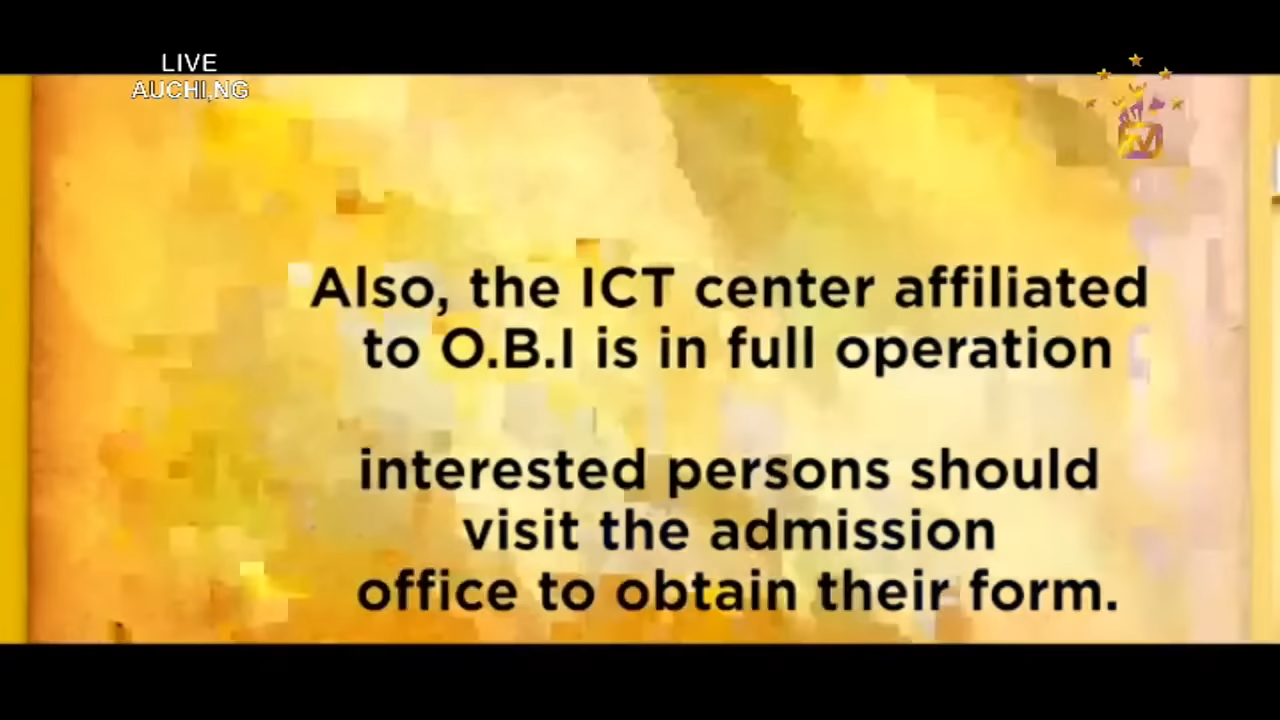 LIVE
AUCHI,NG
TV
Also, the ICT center affiliated
to O.B.I is in full operation
interested persons should
visit the admission
office to obtain their form.